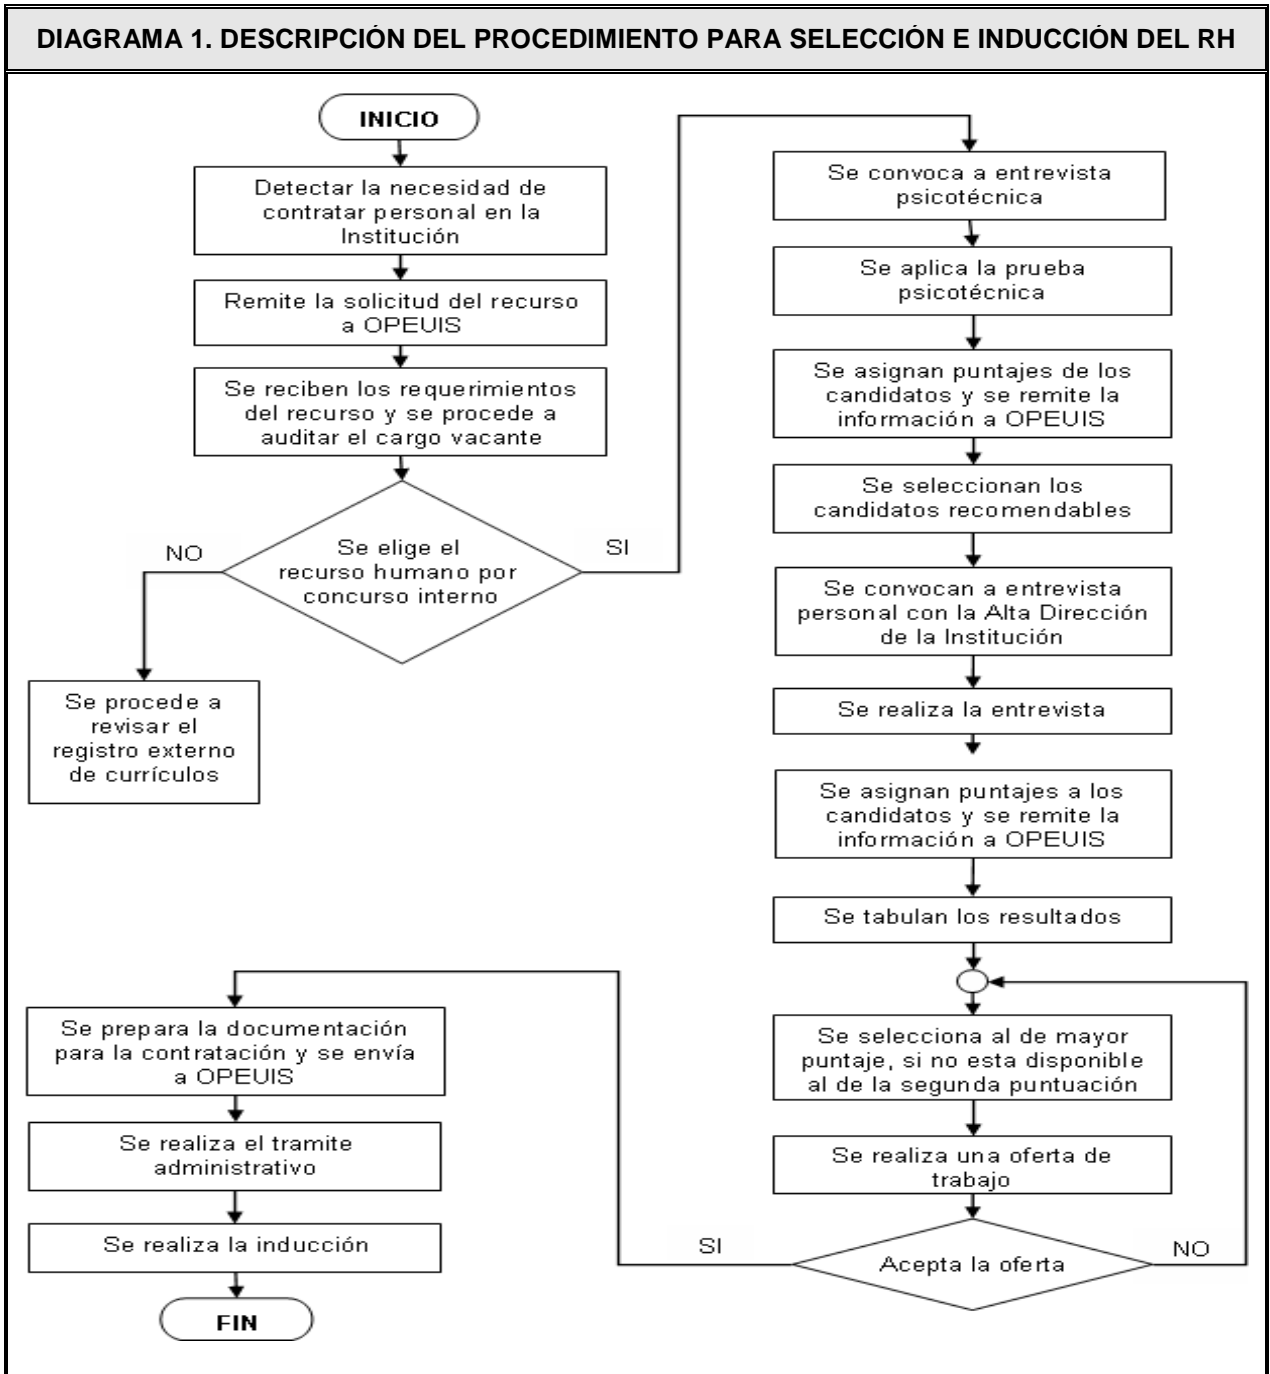 DIAGRAMA 1. DESCRIPCIÓN DEL PROCEDIMIENTO PARA SELECCIÓN E INDUCCIÓN DEL RH
INICIO
Detectar la necesidad de
contratar personal en la
Institución
Remite la solicitud del recurso
a OPEUIS
Se reciben los requerimientos
del recurso y se procede a
auditar el cargo vacante
Se elige el
recurso humano por
concurso interno
NO
SI
Se procede a
revisar el
registro externo
de currículos
Se convoca a entrevista
psicotécnica
Se aplica la prueba
psicotécnica
Se asignan puntajes de los
candidatos y se remite la
información a OPEUIS
Se seleccionan los
candidatos recomendables
Se convocan a entrevista
personal con la Alta Dirección
de la Institución
Se realiza la entrevista
Se asignan puntajes a los
candidatos y se remite la
información a OPEUIS
Se tabulan los resultados
Se selecciona al de mayor
puntaje, si no esta disponible
al de la segunda puntuación
Se realiza una oferta de
trabajo
Acepta la oferta
SI
NO
Se prepara la documentación
para la contratación y se envía
a OPEUIS
Se realiza el tramite
administrativo
Se realiza la inducción
FIN